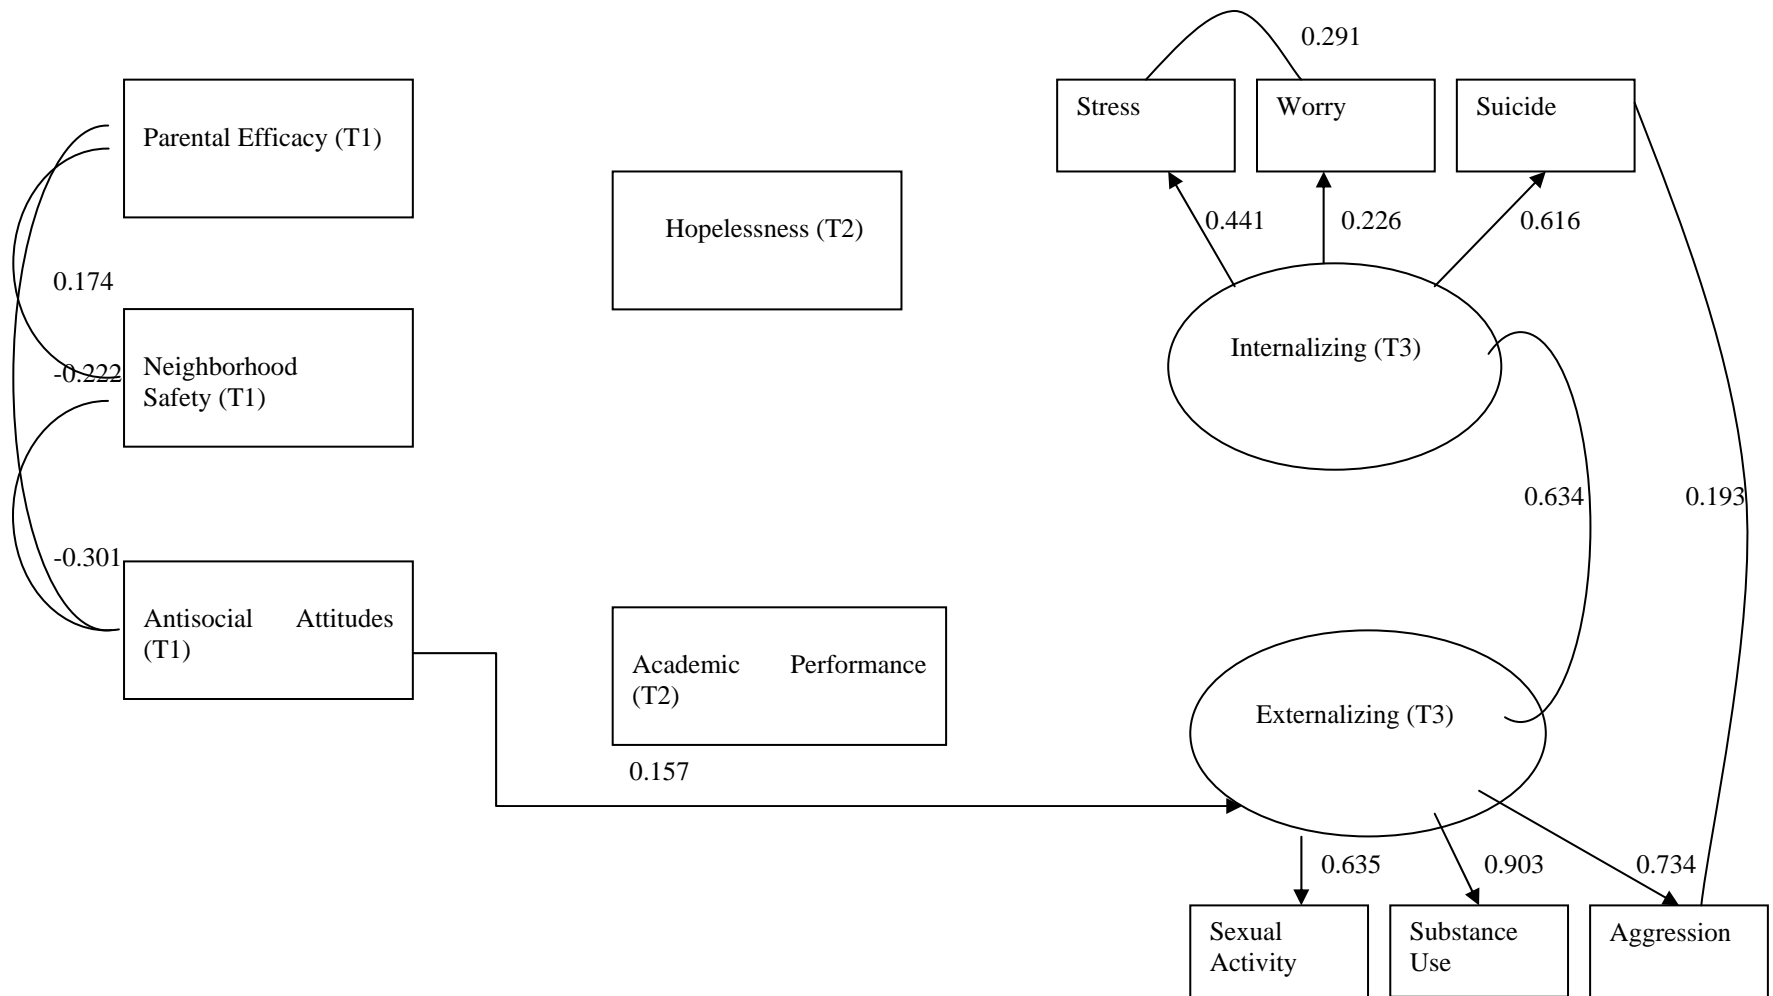 0.291
Stress
Worry
Suicide
Parental Efficacy (T1)
Hopelessness (T2)
0.441
0.226
0.616
0.174
Neighborhood
Safety (T1)
-0.222
Internalizing (T3)
0.634
0.193
-0.301
Antisocial Attitudes
(T1)
Academic Performance
(T2)
Externalizing (T3)
0.157
0.635
0.903
0.734
Sexual
Activity
Substance
Use
Aggression